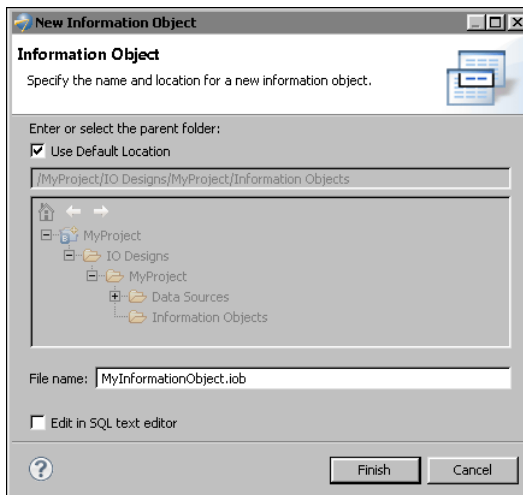 New Information Object
Information Object
Specify the name and location for a new information object.
Enter or select the parent folder:
Use Default Location
/MyProject/IO Designs/MyProject/Information Objects
MyProject
IO Designs
MyProject
Data Sources
Information Objects
File name: MyInformationObject.iob
Edit in SQL text editor
? Finish Cancel